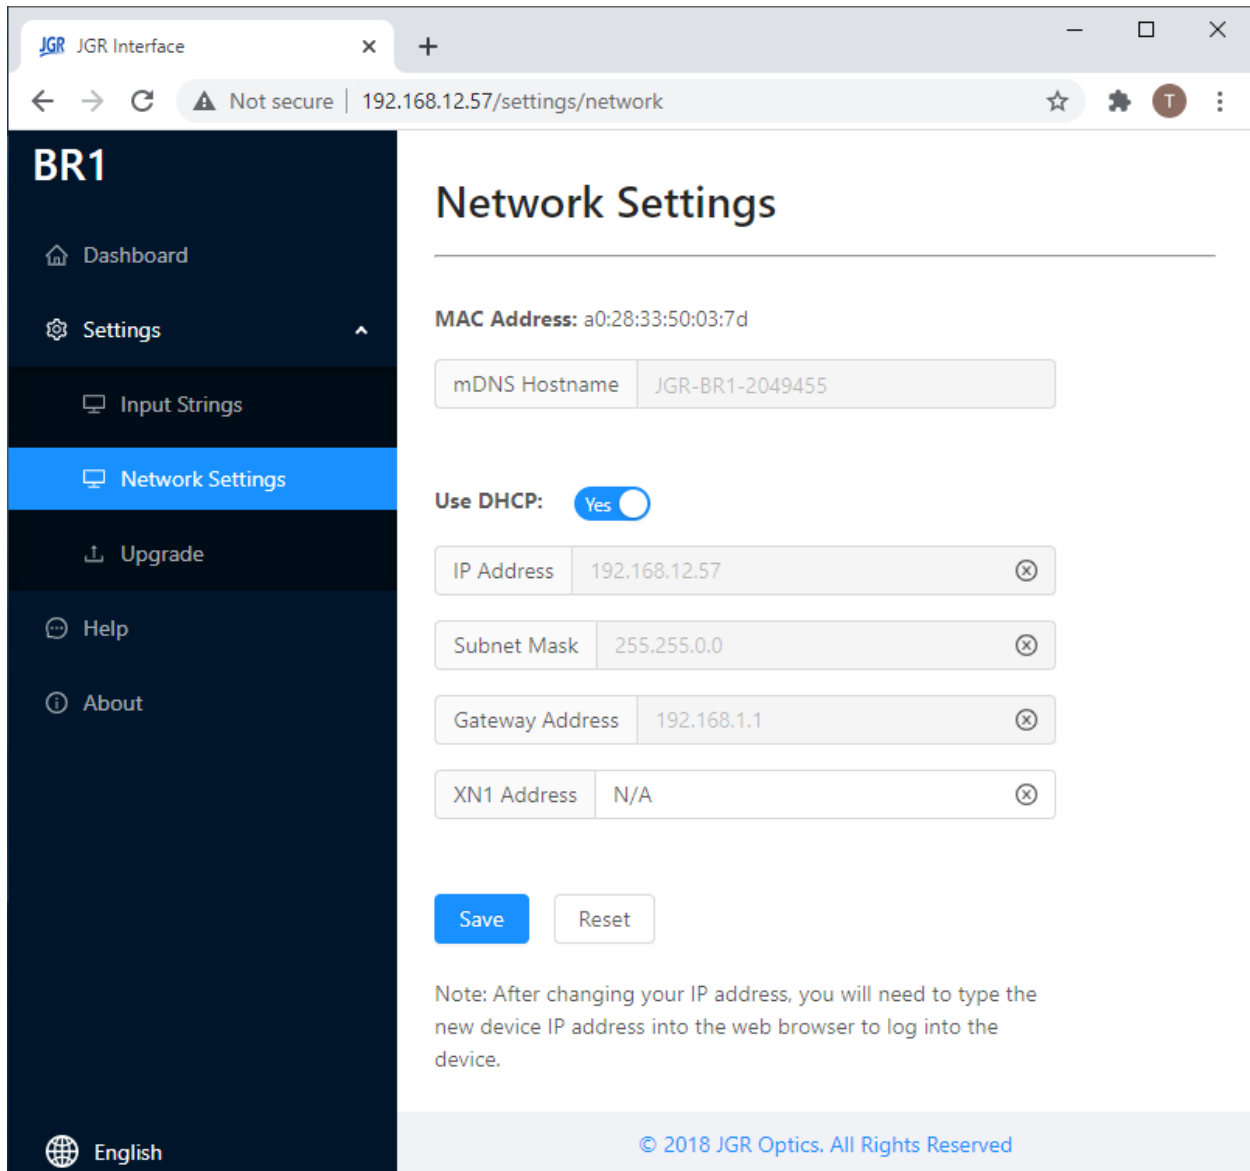 JGR JGR Interface
Not secure 192.168.12.57/settings/network
T
BR1
Dashboard
Settings
Input Strings
Network Settings
Upgrade
Help
About
English
Network Settings
MAC Address: a0:28:33:50:03:7d
mDNS Hostname JGR-BR1-2049455
Use DHCP: Yes
IP Address 192.168.12.57
Subnet Mask 255.255.0.0
Gateway Address 192.168.1.1
XN1 Address N/A
Save Reset
Note: After changing your IP address, you will need to type the
new device IP address into the web browser to log into the
device.
© 2018 JGR Optics. All Rights Reserved